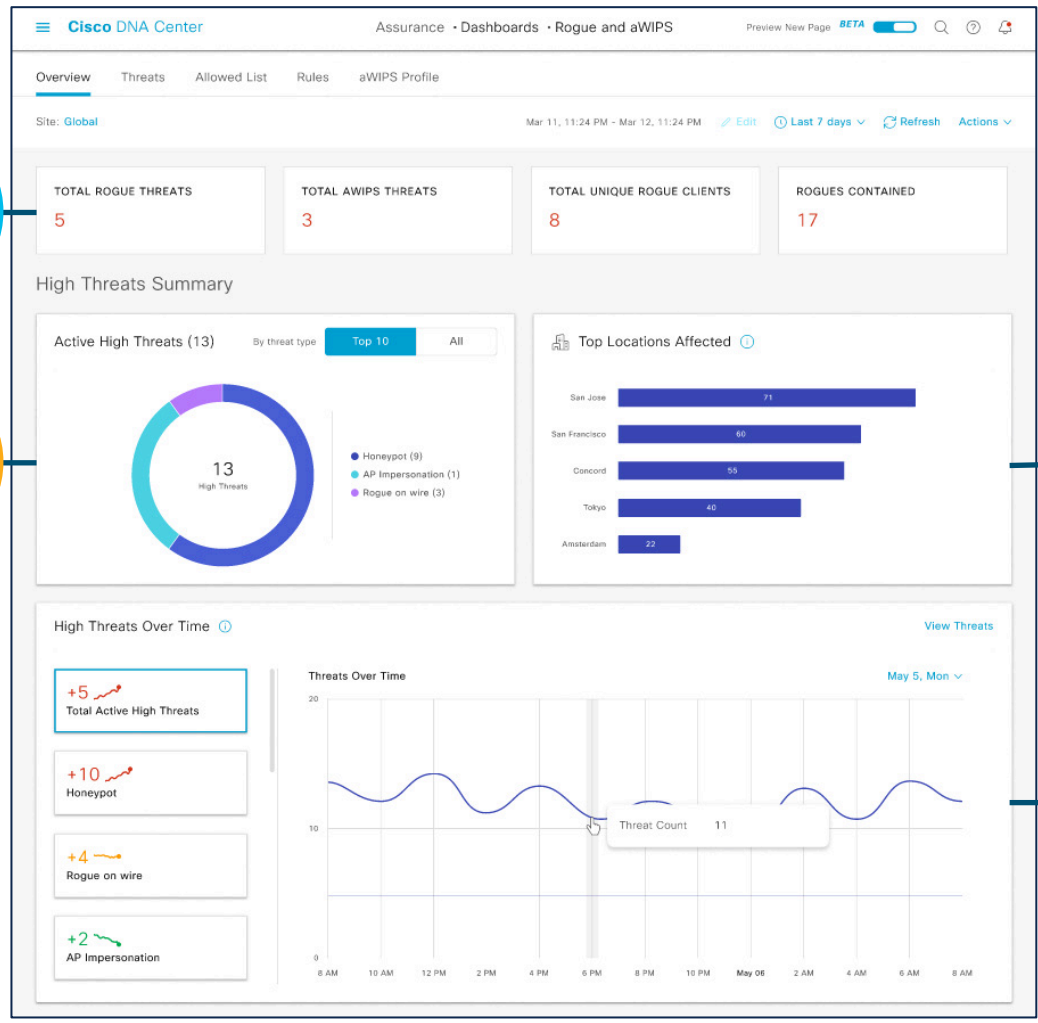 Cisco DNA Center
Assurance • Dashboards • Rogue and aWIPS
Preview New Page BETA
Overview Threats Allowed List Rules aWIPS Profile
Site: Global
Mar 11, 11:24 PM - Mar 12, 11:24 PM Edit Last 7 days Refresh Actions
TOTAL ROGUE THREATS
5
TOTAL AWIPS THREATS
3
TOTAL UNIQUE ROGUE CLIENTS
8
ROGUES CONTAINED
17
High Threats Summary
Active High Threats (13)
By threat type Top 10 All
13
High Threats
Honeypot (9)
AP Impersonation (1)
Rogue on wire (3)
Top Locations Affected
San Jose 71
San Francisco 60
Concord 55
Tokyo 40
Amsterdam 22
High Threats Over Time
View Threats
+5
Total Active High Threats
+10
Honeypot
+4
Rogue on wire
+2
AP Impersonation
Threats Over Time
May 5, Mon
20
10
0
Threat Count 11
8 AM 10 AM 12 PM 2 PM 4 PM 6 PM 8 PM 10 PM May 06 2 AM 4 AM 6 AM 8 AM